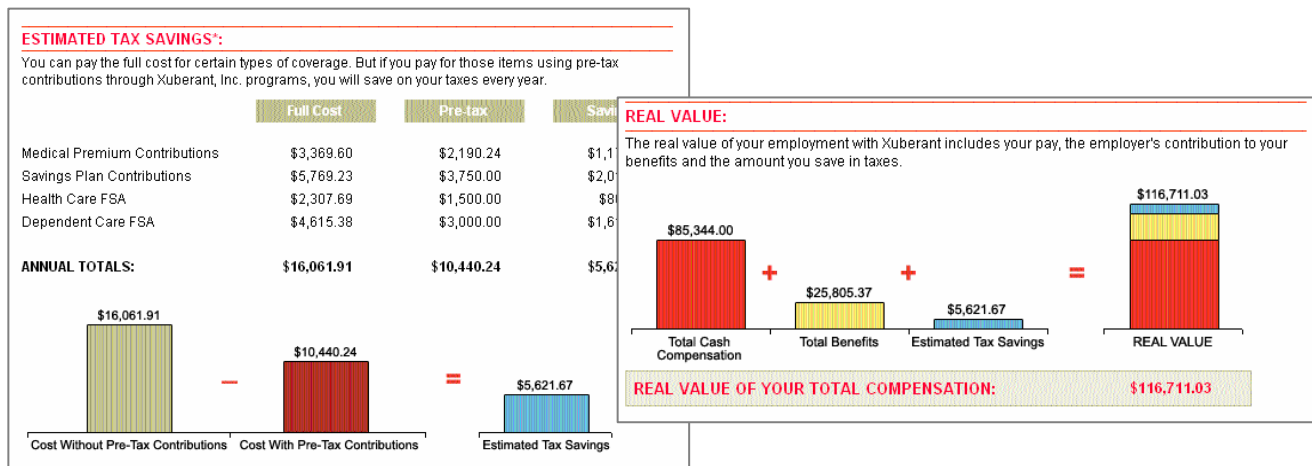 ESTIMATED TAX SAVINGS*:
You can pay the full cost for certain types of coverage. But if you pay for those items using pre-tax
contributions through Xuberant, Inc. programs, you will save on your taxes every year.
Full Cost Pre-tax
Medical Premium Contributions $3,369.60 $2,190.24
Savings Plan Contributions $5,769.23 $3,750.00
Health Care FSA $2,307.69 $1,500.00
Dependent Care FSA $4,615.38 $3,000.00
ANNUAL TOTALS: $16,061.91 $10,440.24
$16,061.91
–
$10,440.24
=
$5,621.67
Cost Without Pre-Tax Contributions Cost With Pre-Tax Contributions Estimated Tax Savings
REAL VALUE:
The real value of your employment with Xuberant includes your pay, the employer's contribution to your
benefits and the amount you save in taxes.
$85,344.00
+
$25,805.37
+
$5,621.67
=
$116,711.03
Total Cash
Compensation
Total Benefits
Estimated Tax Savings
REAL VALUE
REAL VALUE OF YOUR TOTAL COMPENSATION: $116,711.03